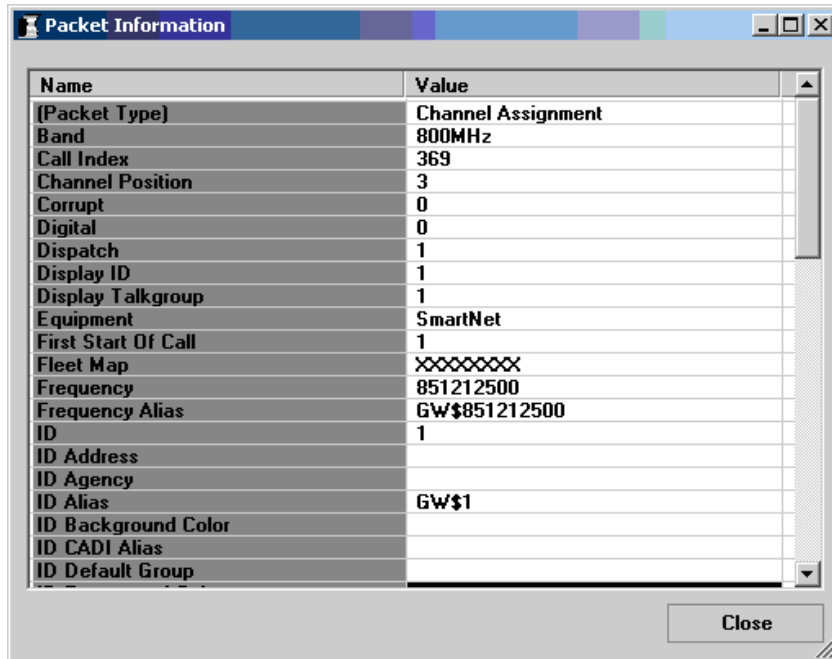 Packet Information
Name Value
(Packet Type) Channel Assignment
Band 800MHz
Call Index 369
Channel Position 3
Corrupt 0
Digital 0
Dispatch 1
Display ID 1
Display Talkgroup 1
Equipment SmartNet
First Start Of Call 1
Fleet Map XXXXXXXX
Frequency 851212500
Frequency Alias GW$851212500
ID 1
ID Address
ID Agency
ID Alias GW$1
ID Background Color
ID CADI Alias
ID Default Group
Close